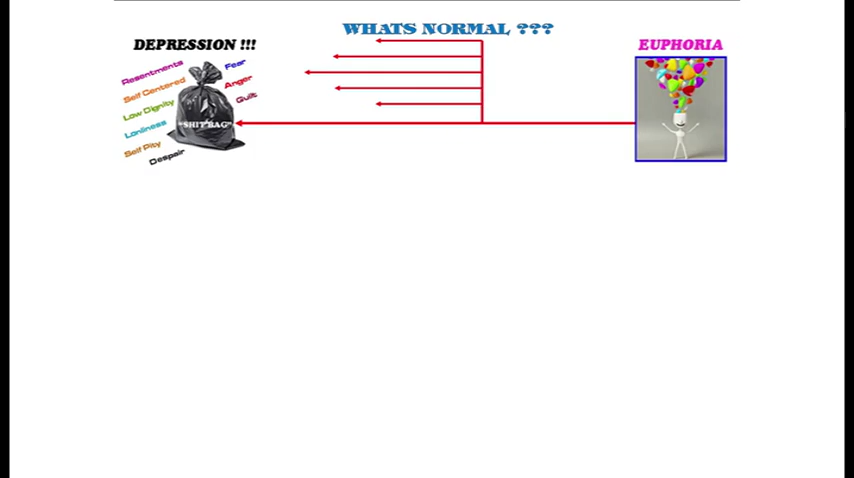 WHATS NORMAL ???
DEPRESSION !!!
EUPHORIA
Resentments
Fear
Self Centered
Anger
Low Dignity
Guilt
"SHIT BAG"
Lonliness
Self Pity
Despair